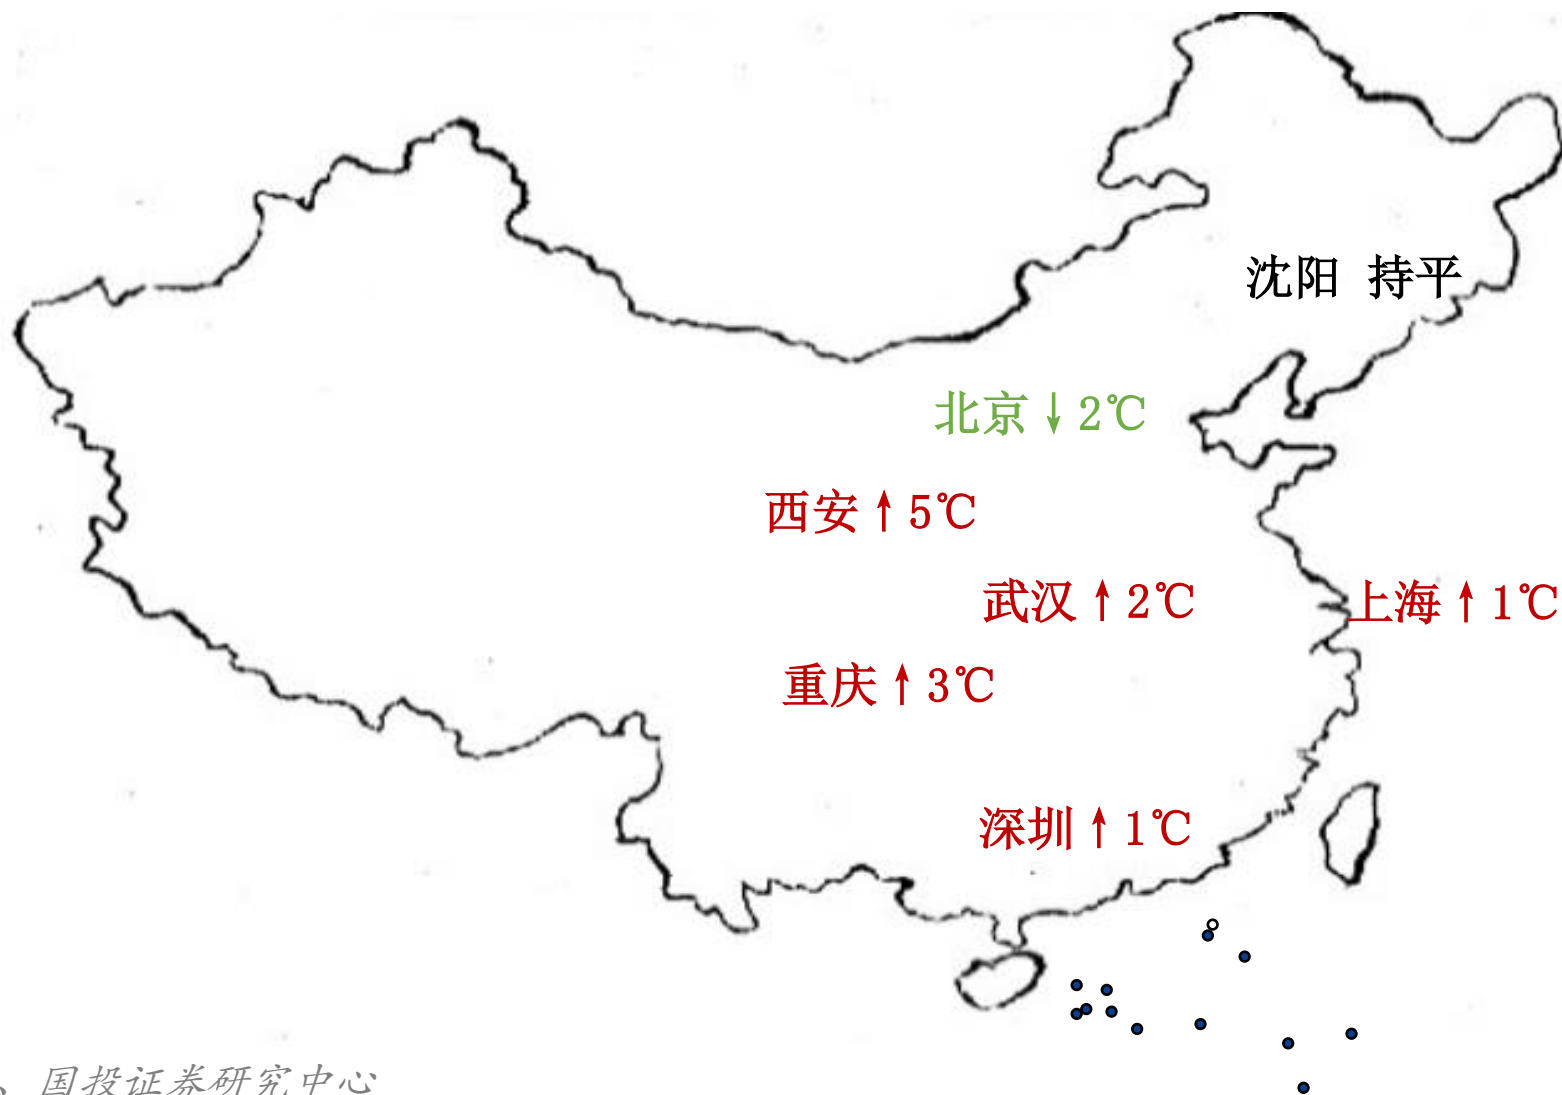 沈阳 持平
北京↓2℃
西安↑5℃
武汉↑2℃
上海↑1℃
重庆↑3℃
深圳↑1℃
、国投证券研究中心